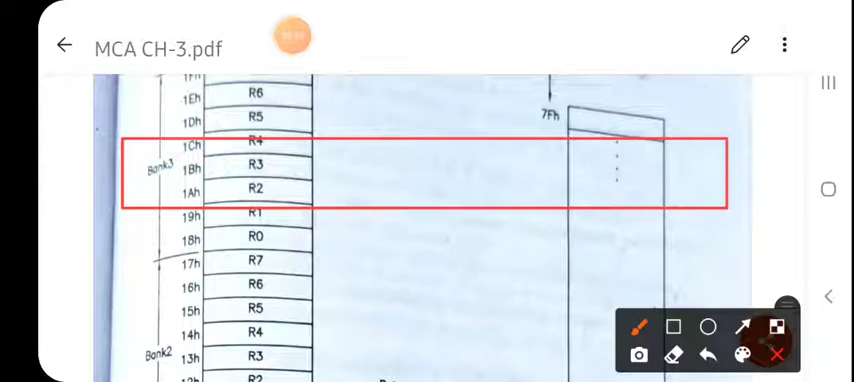 MCA CH-3.pdf
1Fh
1Eh R6
1Dh R5
7Fh
1Ch R4
Bank3
1Bh R3
1Ah R2
19h R1
18h R0
17h R7
16h R6
15h R5
14h R4
Bank2
13h R3
R2